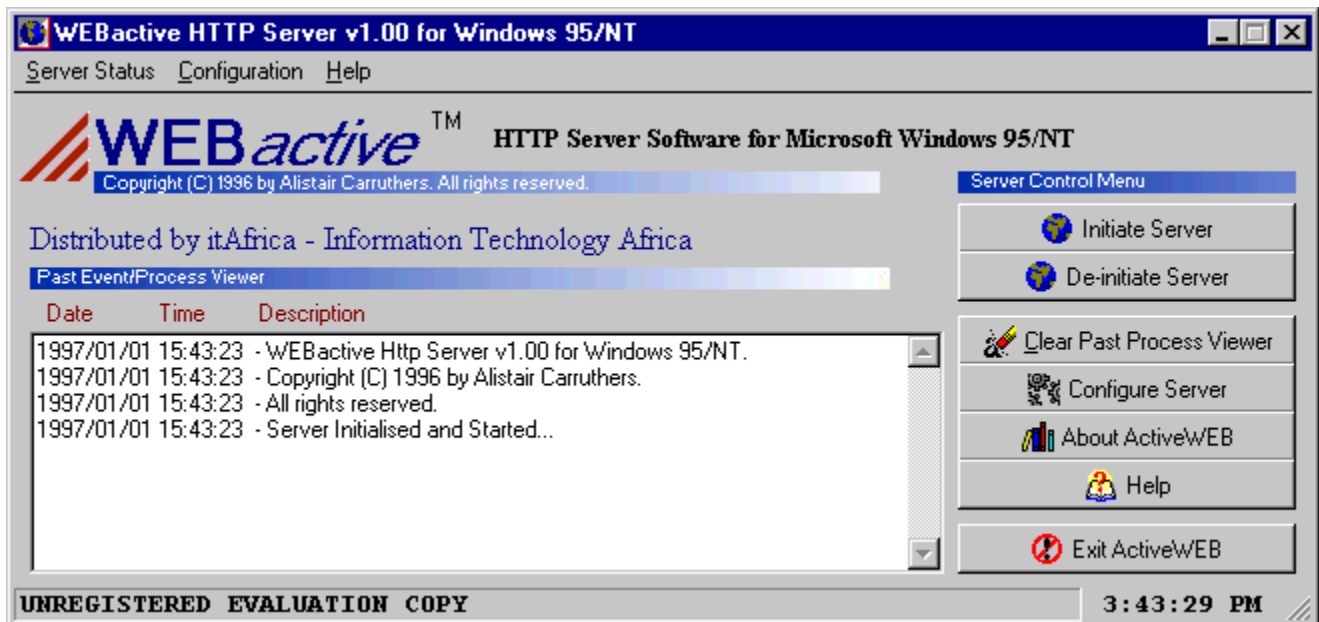 WEBactive HTTP Server v1.00 for Windows 95/NT
Server Status Configuration Help
WEBactive TM
HTTP Server Software for Microsoft Windows 95/NT
Copyright (C) 1996 by Alistair Carruthers. All rights reserved.
Distributed by itAfrica - Information Technology Africa
Past Event/Process Viewer
Date Time Description
1997/01/01 15:43:23 - WEBactive Http Server v1.00 for Windows 95/NT.
1997/01/01 15:43:23 - Copyright (C) 1996 by Alistair Carruthers.
1997/01/01 15:43:23 - All rights reserved.
1997/01/01 15:43:23 - Server Initialised and Started...
Server Control Menu
Initiate Server
De-initiate Server
Clear Past Process Viewer
Configure Server
About ActiveWEB
Help
Exit ActiveWEB
UNREGISTERED EVALUATION COPY
3:43:29 PM